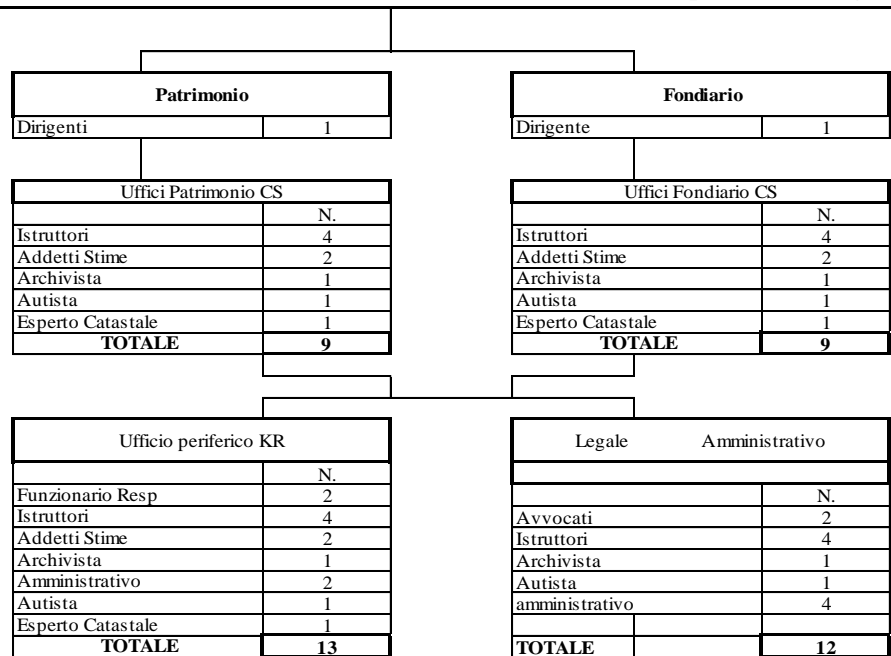 Patrimonio
Dirigenti 1
Fondiario
Dirigente 1
Uffici Patrimonio CS
N.
Istruttori 4
Addetti Stime 2
Archivista 1
Autista 1
Esperto Catastale 1
TOTALE 9
Uffici Fondiario CS
N.
Istruttori 4
Addetti Stime 2
Archivista 1
Autista 1
Esperto Catastale 1
TOTALE 9
Ufficio periferico KR
N.
Funzionario Resp 2
Istruttori 4
Addetti Stime 2
Archivista 1
Amministrativo 2
Autista 1
Esperto Catastale 1
TOTALE 13
Legale Amministrativo
N.
Avvocati 2
Istruttori 4
Archivista 1
Autista 1
amministrativo 4
TOTALE 12